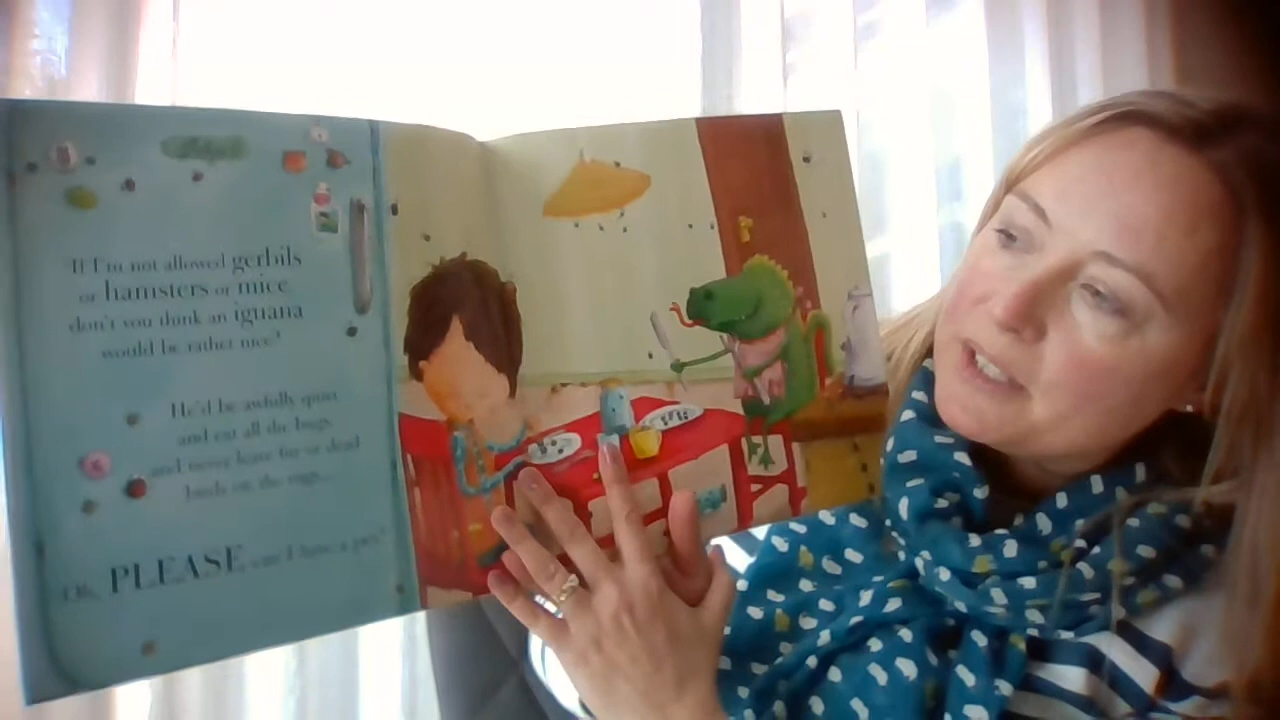 If I'm not allowed gerbils
or hamsters or mice,
don't you think an iguana
would be rather nice?
He'd be awfully quiet
and eat all the bugs
and never leave fur or dead
birds on the rugs...
Oh, PLEASE can I have a pet?